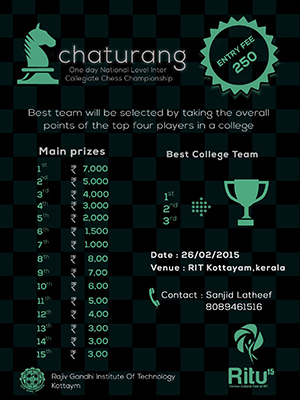 chaturang
One day National Level Inter
Collegiate Chess Championship
ENTRY FEE
250
Best team will be selected by taking the overall
points of the top four players in a college
Main prizes
1st ₹ 7,000
2nd ₹ 5,000
3rd ₹ 4,000
4th ₹ 3,000
5th ₹ 2,000
6th ₹ 1,500
7th ₹ 1.000
8th ₹ 8.00
9th ₹ 7.00
10th ₹ 6.00
11th ₹ 5,00
12th ₹ 4,00
13th ₹ 3,00
14th ₹ 3,00
15th ₹ 3,00
Best College Team
1st
2nd
3rd
Date : 26/02/2015
Venue : RIT Kottayam,kerala
Contact : Sanjid Latheef
8089461516
Rajiv Gandhi Institute Of Technology
Kottaym
Ritu'15